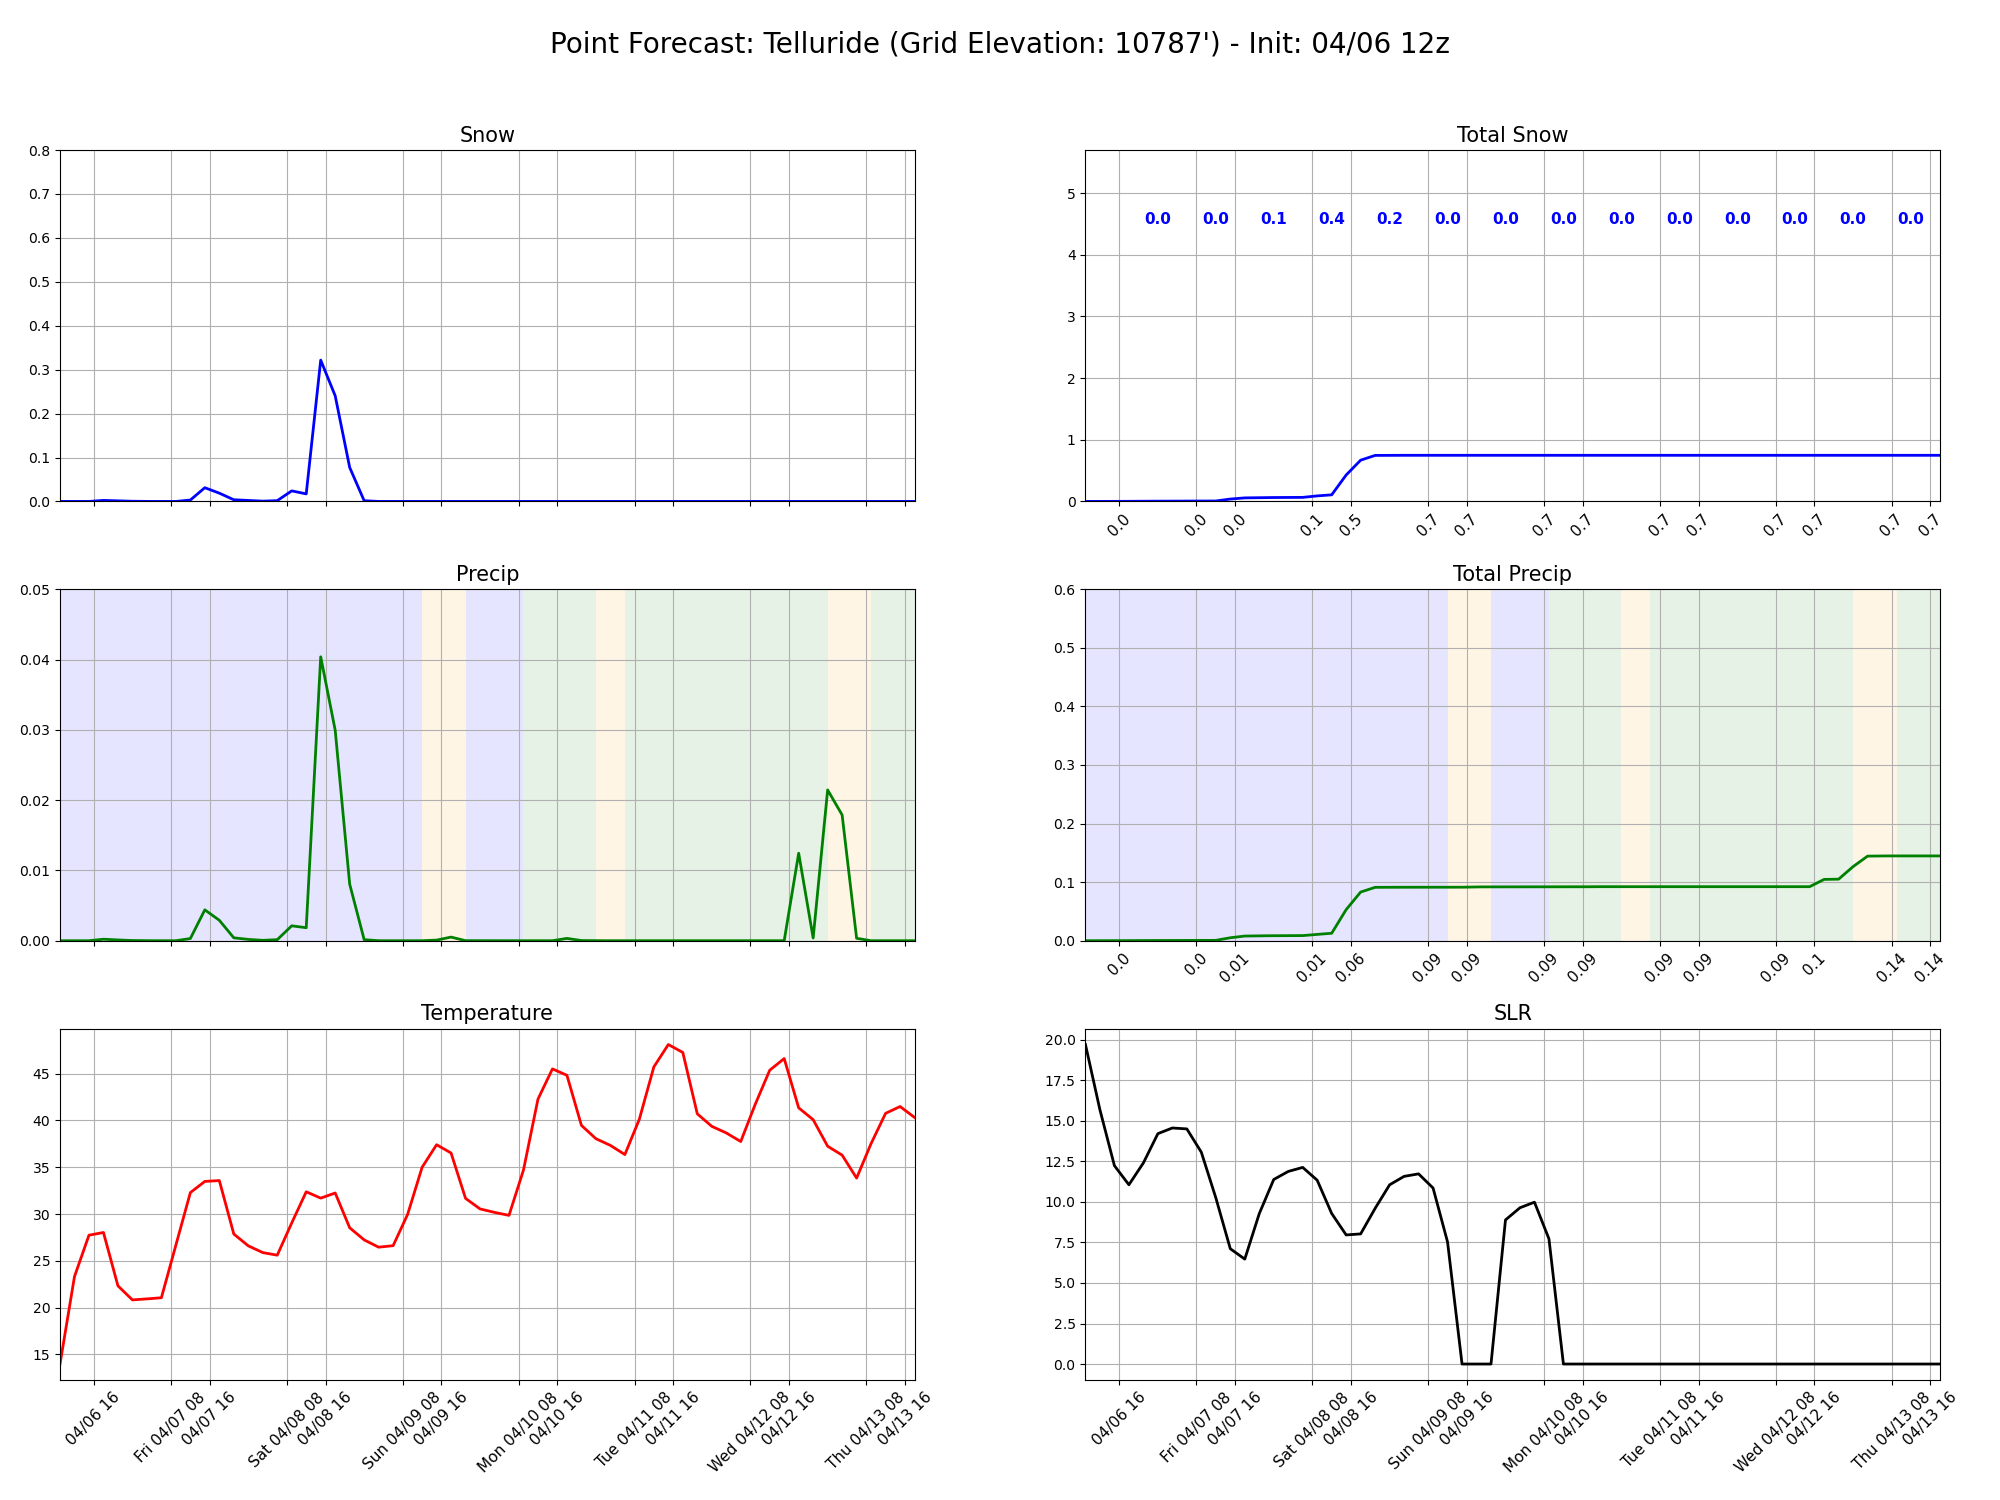 Point Forecast: Telluride (Grid Elevation: 10787') - Init: 04/06 12z
Snow
0.8
0.7
0.6
0.5
0.4
0.3
0.2
0.1
0.0
Total Snow
5
4
3
2
1
0
0.0 0.0 0.1 0.4 0.2 0.0 0.0 0.0 0.0 0.0 0.0 0.0 0.0 0.0
0.0 0.0 0.0 0.1 0.5 0.7 0.7 0.7 0.7 0.7 0.7 0.7 0.7 0.7 0.7
Precip
0.05
0.04
0.03
0.02
0.01
0.00
Total Precip
0.6
0.5
0.4
0.3
0.2
0.1
0.0
0.0 0.0 0.01 0.01 0.06 0.09 0.09 0.09 0.09 0.09 0.09 0.09 0.1 0.14 0.14
Temperature
45
40
35
30
25
20
15
04/06 16
Fri 04/07 08
04/07 16
Sat 04/08 08
04/08 16
Sun 04/09 08
04/09 16
Mon 04/10 08
04/10 16
Tue 04/11 08
04/11 16
Wed 04/12 08
04/12 16
Thu 04/13 08
04/13 16
SLR
20.0
17.5
15.0
12.5
10.0
7.5
5.0
2.5
0.0
04/06 16
Fri 04/07 08
04/07 16
Sat 04/08 08
04/08 16
Sun 04/09 08
04/09 16
Mon 04/10 08
04/10 16
Tue 04/11 08
04/11 16
Wed 04/12 08
04/12 16
Thu 04/13 08
04/13 16